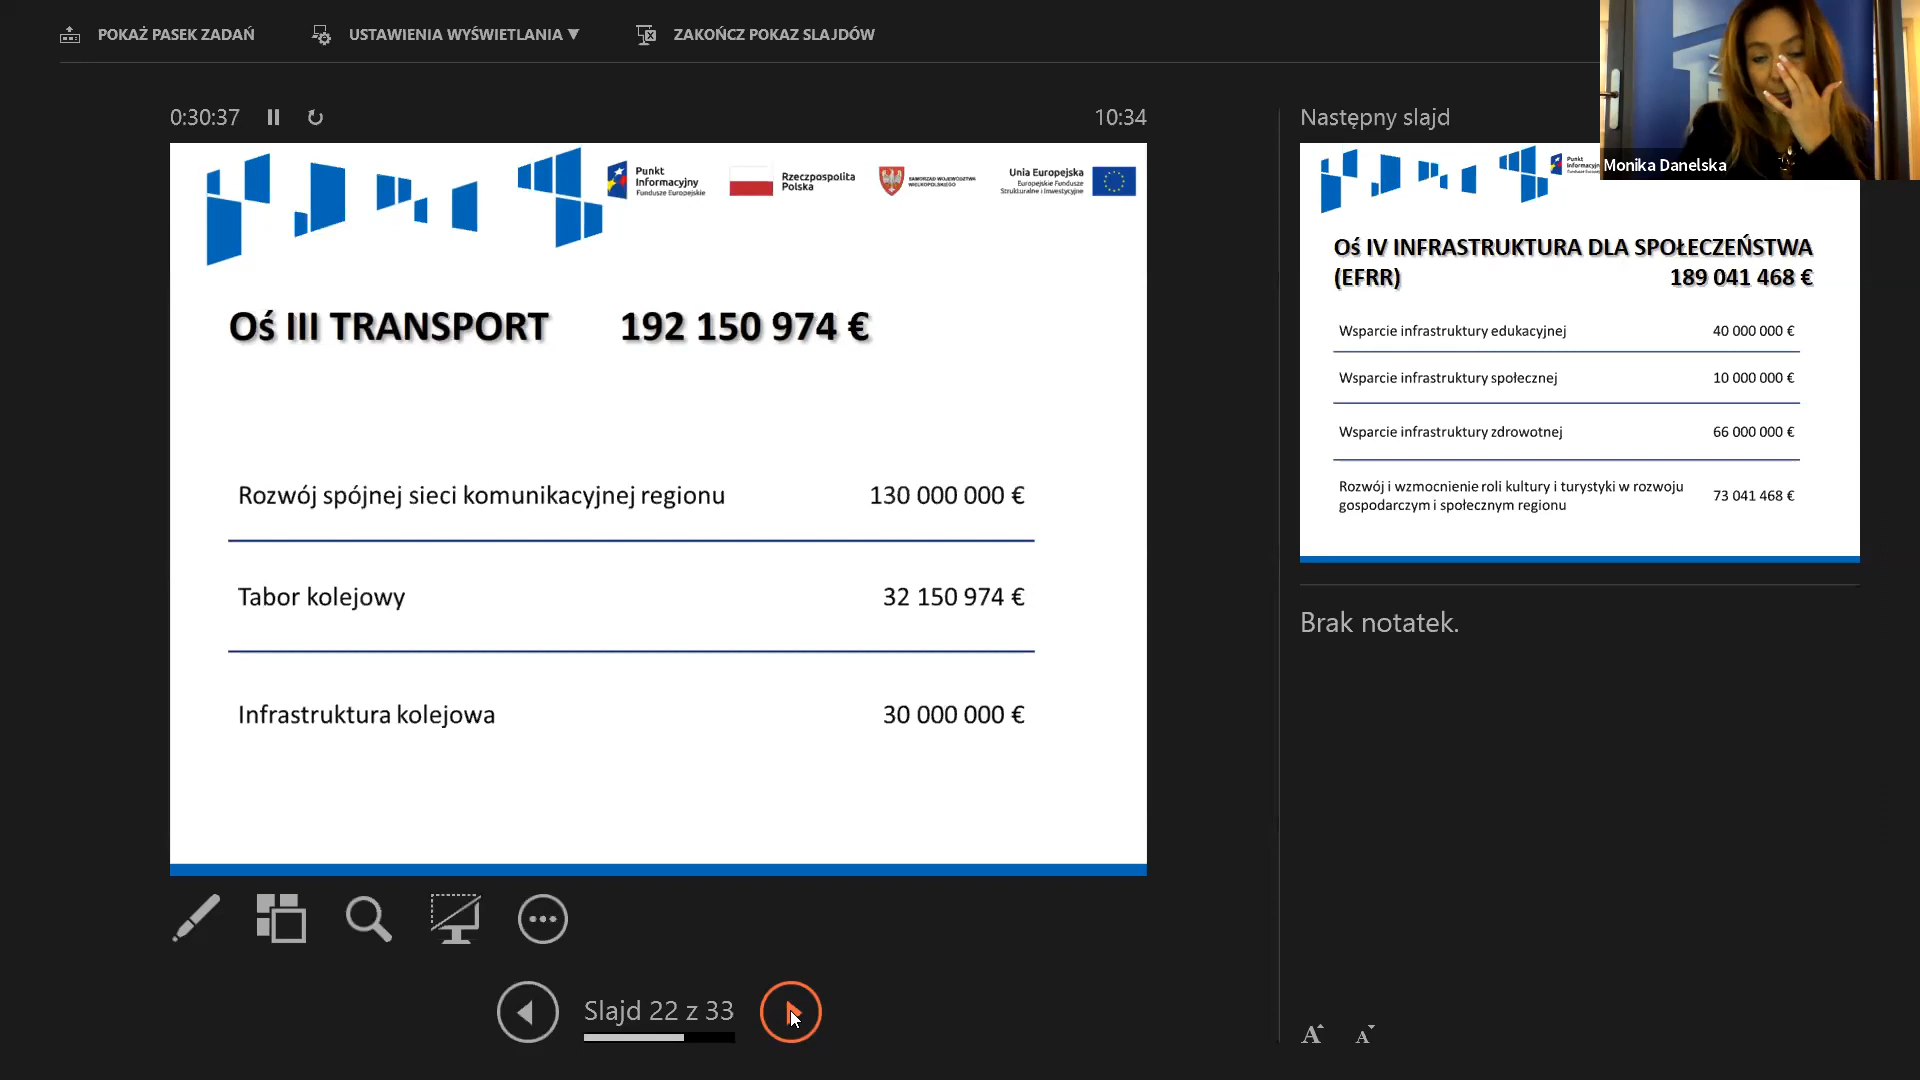 POKAŻ PASEK ZADAŃ
USTAWIENIA WYŚWIETLANIA ▼
ZAKOŃCZ POKAZ SLAJDÓW
0:30:37
10:34
Punkt
Informacyjny
Fundusze Europejskie
Rzeczpospolita
Polska
SAMORZĄD WOJEWÓDZTWA
WIELKOPOLSKIEGO
Unia Europejska
Europejskie Fundusze
Strukturalne i Inwestycyjne
Oś III TRANSPORT 192 150 974 €
Rozwój spójnej sieci komunikacyjnej regionu 130 000 000 €
Tabor kolejowy 32 150 974 €
Infrastruktura kolejowa 30 000 000 €
Slajd 22 z 33
Następny slajd
Monika Danelska
Punkt
Oś IV INFRASTRUKTURA DLA SPOŁECZEŃSTWA
(EFRR) 189 041 468 €
Wsparcie infrastruktury edukacyjnej 40 000 000 €
Wsparcie infrastruktury społecznej 10 000 000 €
Wsparcie infrastruktury zdrowotnej 66 000 000 €
Rozwój i wzmocnienie roli kultury i turystyki w rozwoju
gospodarczym i społecznym regionu 73 041 468 €
Brak notatek.
A A